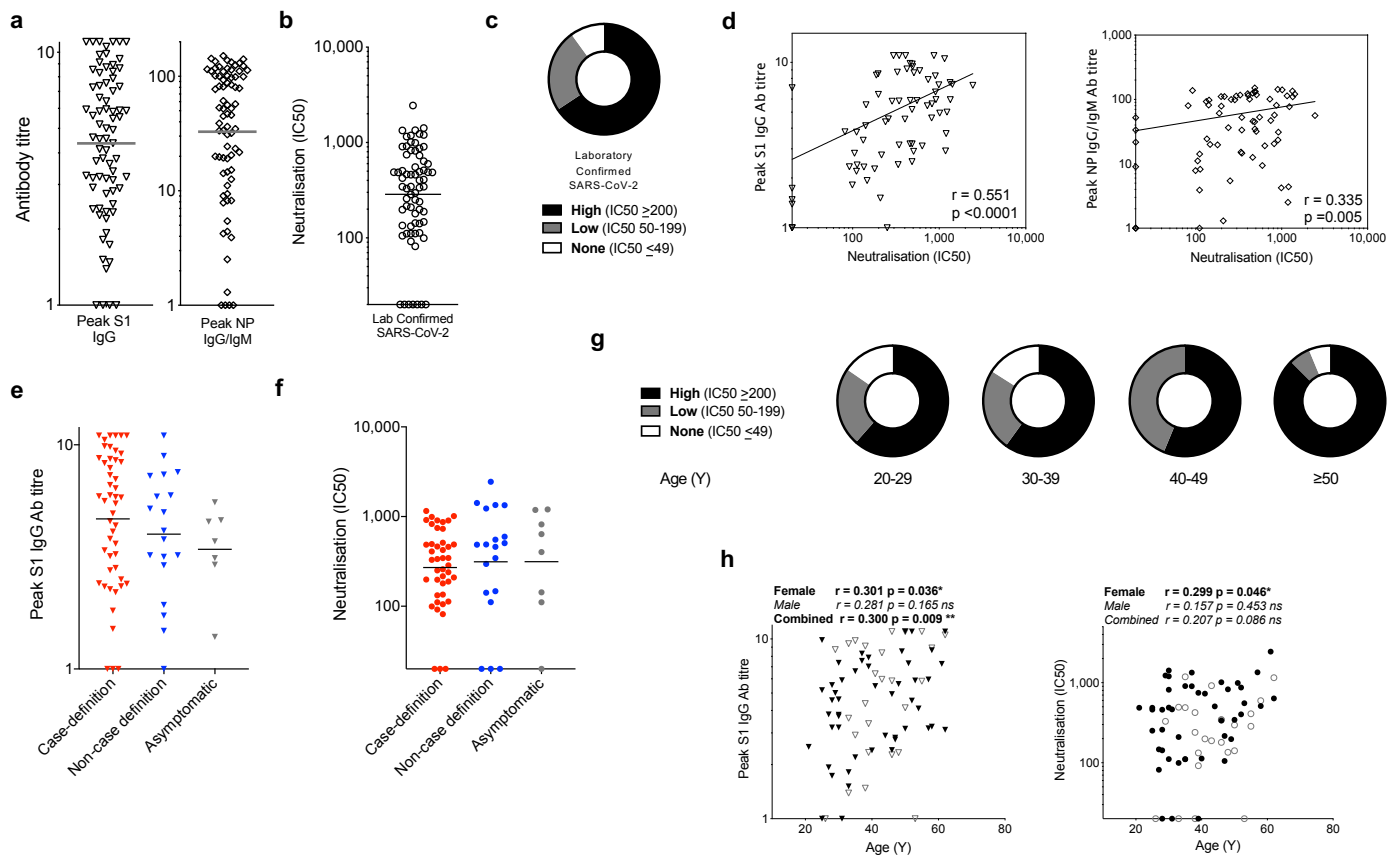 a
Antibody titre
10
1
Peak S1
IgG
100
10
1
Peak NP
IgG/IgM
b
Neutralisation (IC50)
10,000
1,000
100
Lab Confirmed
SARS-CoV-2
c
Laboratory
Confirmed
SARS-CoV-2
High (IC50 ≥200)
Low (IC50 50-199)
None (IC50 ≤49)
d
Peak S1 IgG Ab titre
10
1
r = 0.551
p <0.0001
100
1,000
10,000
Neutralisation (IC50)
Peak NP IgG/IgM Ab titre
1,000
100
10
1
r = 0.335
p =0.005
100
1,000
10,000
Neutralisation (IC50)
e
Peak S1 IgG Ab titre
10
1
Case-definition
Non-case definition
Asymptomatic
f
Neutralisation (IC50)
10,000
1,000
100
Case-definition
Non-case definition
Asymptomatic
g
High (IC50 ≥200)
Low (IC50 50-199)
None (IC50 ≤49)
Age (Y)
20-29
30-39
40-49
≥50
h
Female r = 0.301 p = 0.036*
Male r = 0.281 p = 0.165 ns
Combined r = 0.300 p = 0.009 **
Peak S1 IgG Ab titre
10
1
20
40
60
80
Age (Y)
Female r = 0.299 p = 0.046*
Male r = 0.157 p = 0.453 ns
Combined r = 0.207 p = 0.086 ns
Neutralisation (IC50)
1,000
100
20
40
60
80
Age (Y)